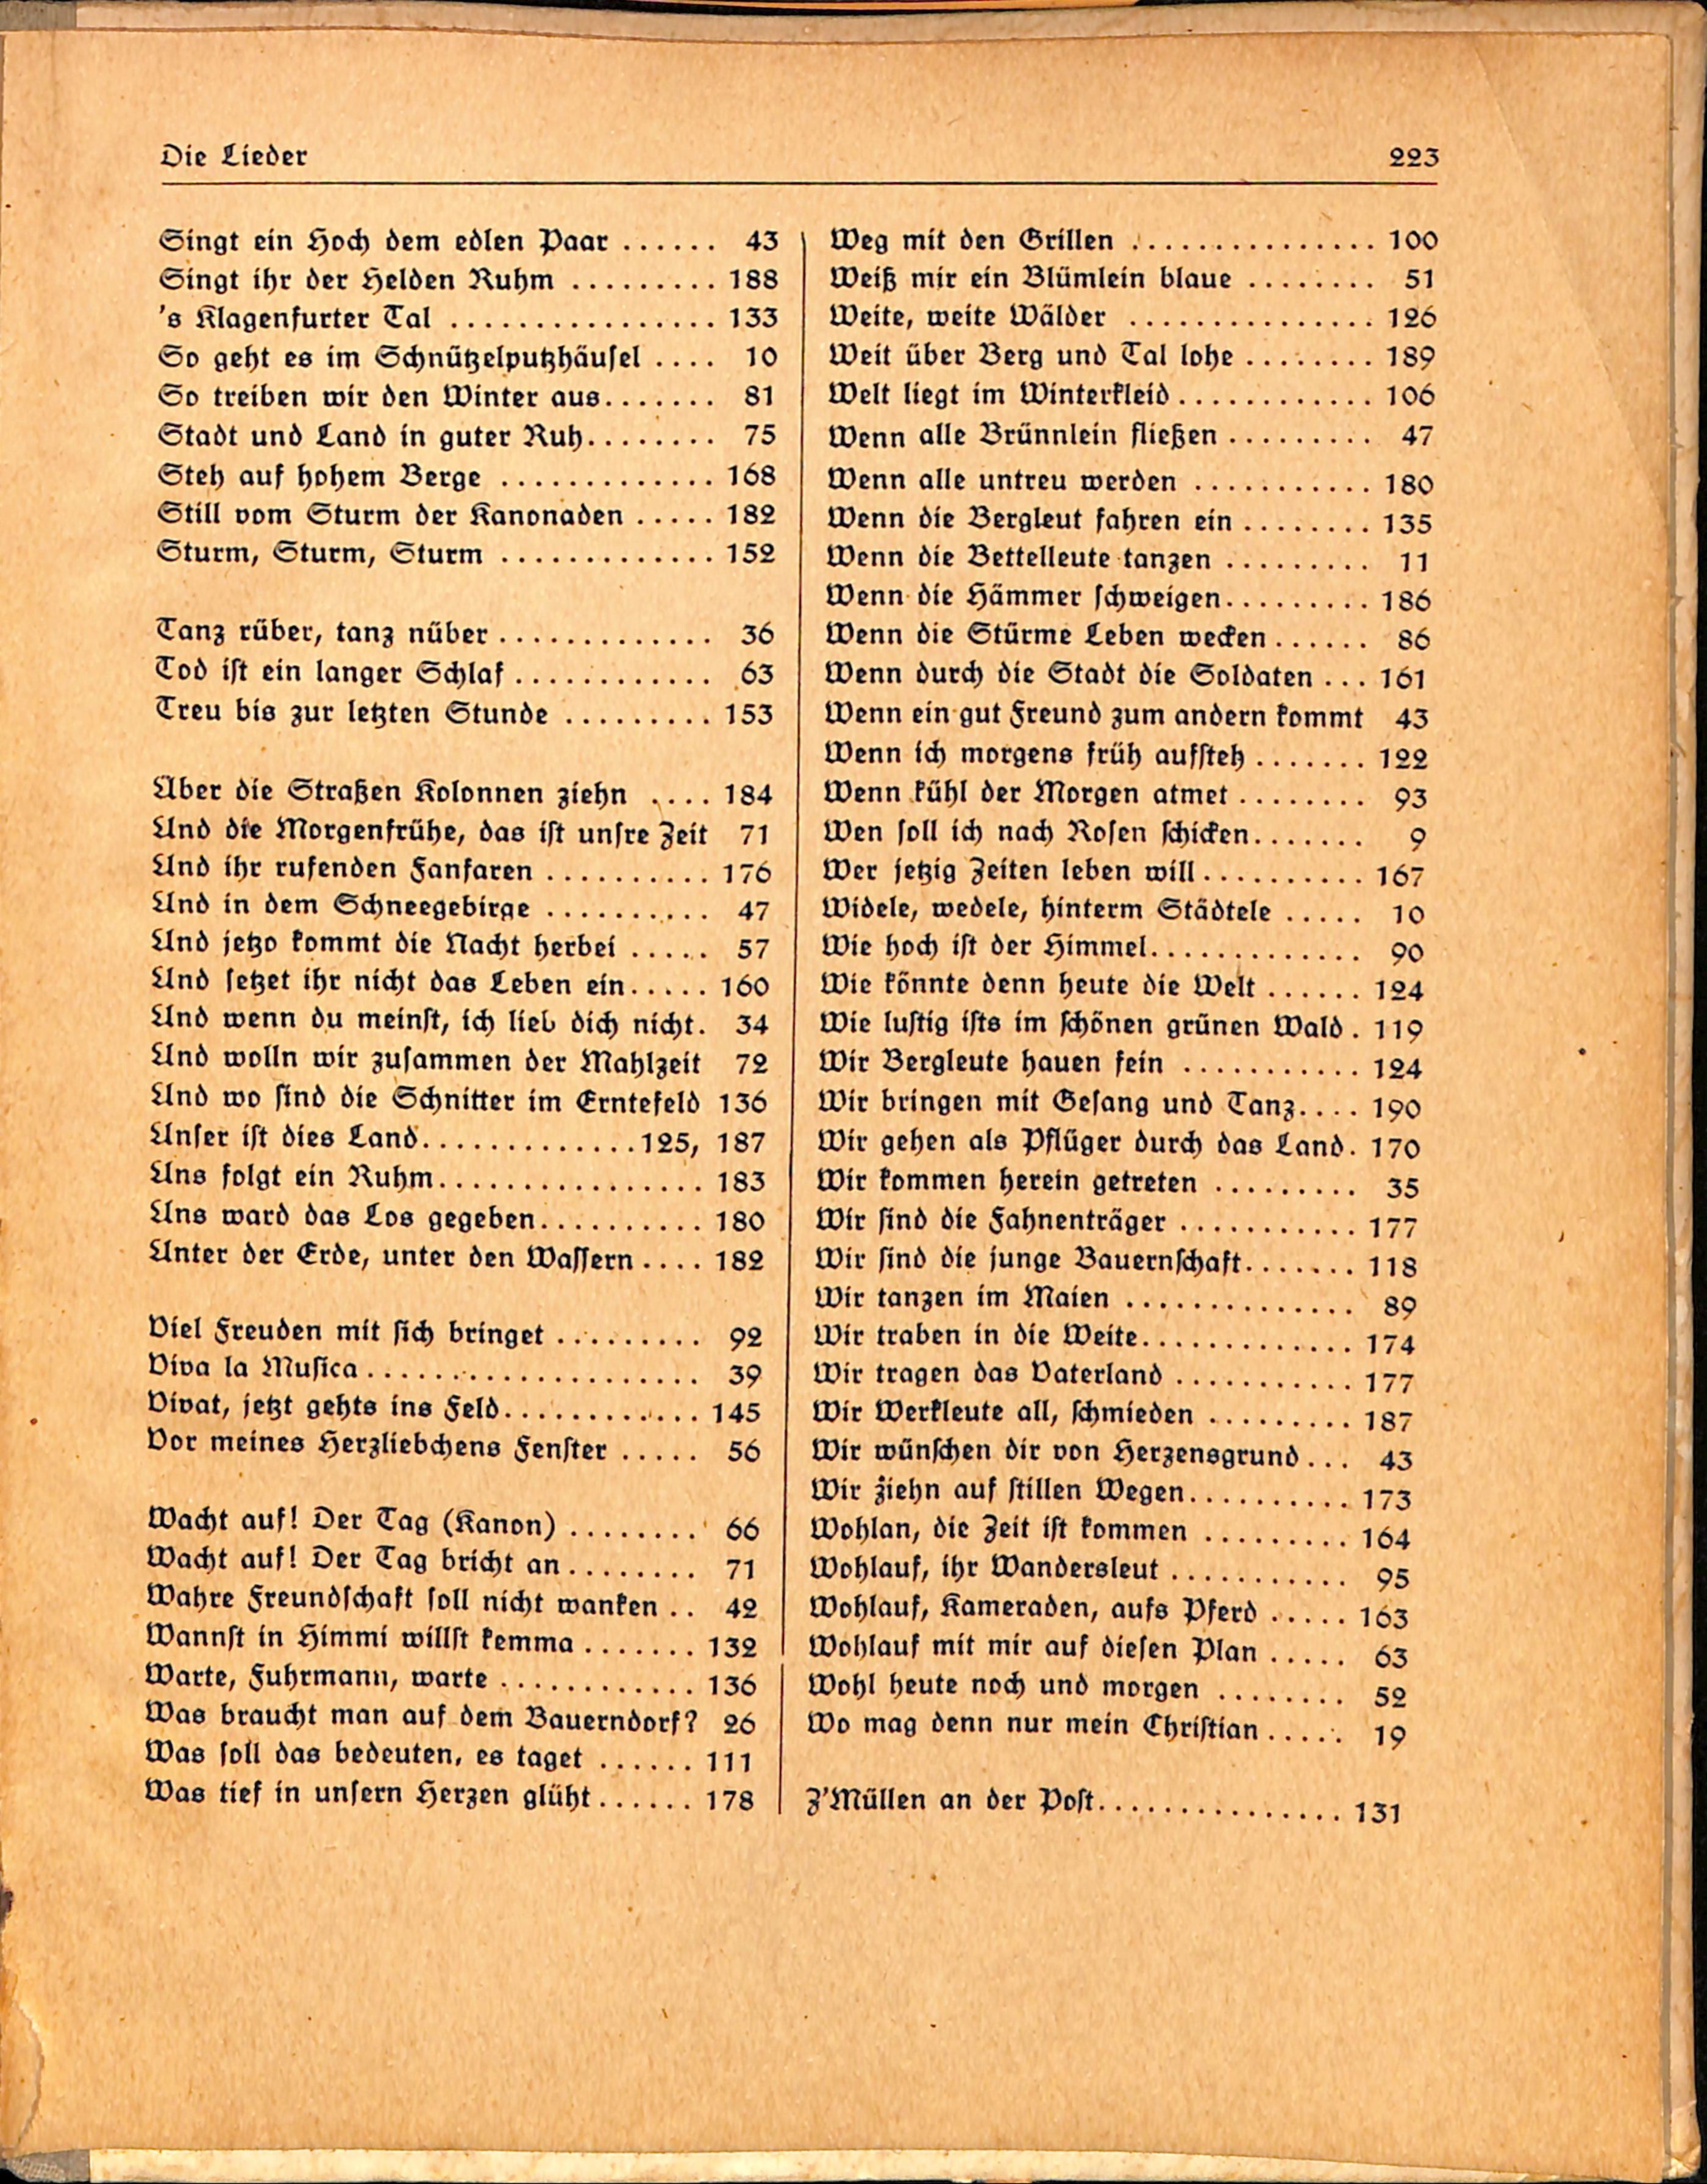 Die Lieder 223
Singt ein Hoch dem edlen Paar ...... 43
Singt ihr der Helden Ruhm ......... 188
's Klagenfurter Tal ................ 133
So geht es im Schnützelputzhäusel .... 10
So treiben wir den Winter aus....... 81
Stadt und Land in guter Ruh........ 75
Steh auf hohem Berge ............. 168
Still vom Sturm der Kanonaden ..... 182
Sturm, Sturm, Sturm ............. 152
Tanz rüber, tanz nüber ............. 36
Tod ist ein langer Schlaf ............ 63
Treu bis zur letzten Stunde ......... 153
Über die Straßen Kolonnen ziehn .... 184
Und die Morgenfrühe, das ist unsre Zeit 71
Und ihr rufenden Fanfaren .......... 176
Und in dem Schneegebirge .......... 47
Und jetzo kommt die Nacht herbei ..... 57
Und setzet ihr nicht das Leben ein..... 160
Und wenn du meinst, ich lieb dich nicht. 34
Und wolln wir zusammen der Mahlzeit 72
Und wo sind die Schnitter im Erntefeld 136
Unser ist dies Land.............125, 187
Uns folgt ein Ruhm................ 183
Uns ward das Los gegeben.......... 180
Unter der Erde, unter den Wassern .... 182
Viel Freuden mit sich bringet ......... 92
Viva la Musica .................... 39
Vivat, jetzt gehts ins Feld............ 145
Vor meines Herzliebchens Fenster ..... 56
Wacht auf! Der Tag (Kanon) ........ 66
Wacht auf! Der Tag bricht an ........ 71
Wahre Freundschaft soll nicht wanken .. 42
Wannst in Himmi willst kemma ....... 132
Warte, Fuhrmann, warte ............ 136
Was braucht man auf dem Bauerndorf? 26
Was soll das bedeuten, es taget ...... 111
Was tief in unsern Herzen glüht ...... 178
Weg mit den Grillen ............... 100
Weiß mir ein Blümlein blaue ........ 51
Weite, weite Wälder ............... 126
Weit über Berg und Tal lohe ........ 189
Welt liegt im Winterkleid ............ 106
Wenn alle Brünnlein fließen ......... 47
Wenn alle untreu werden ........... 180
Wenn die Bergleut fahren ein ........ 135
Wenn die Bettelleute tanzen ......... 11
Wenn die Hämmer schweigen......... 186
Wenn die Stürme Leben wecken ...... 86
Wenn durch die Stadt die Soldaten ... 161
Wenn ein gut Freund zum andern kommt 43
Wenn ich morgens früh aufsteh ....... 122
Wenn kühl der Morgen atmet ........ 93
Wen soll ich nach Rosen schicken....... 9
Wer jetzig Zeiten leben will .......... 167
Widele, wedele, hinterm Städtele ..... 10
Wie hoch ist der Himmel............. 90
Wie könnte denn heute die Welt ...... 124
Wie lustig ists im schönen grünen Wald . 119
Wir Bergleute hauen fein ........... 124
Wir bringen mit Gesang und Tanz.... 190
Wir gehen als Pflüger durch das Land. 170
Wir kommen herein getreten ......... 35
Wir sind die Fahnenträger ........... 177
Wir sind die junge Bauernschaft....... 118
Wir tanzen im Maien .............. 89
Wir traben in die Weite............. 174
Wir tragen das Vaterland ........... 177
Wir Werkleute all, schmieden ......... 187
Wir wünschen dir von Herzensgrund ... 43
Wir ziehn auf stillen Wegen.......... 173
Wohlan, die Zeit ist kommen ......... 164
Wohlauf, ihr Wandersleut ........... 95
Wohlauf, Kameraden, aufs Pferd ..... 163
Wohlauf mit mir auf diesen Plan ..... 63
Wohl heute noch und morgen ........ 52
Wo mag denn nur mein Christian ..... 19
Z'Müllen an der Post............... 131